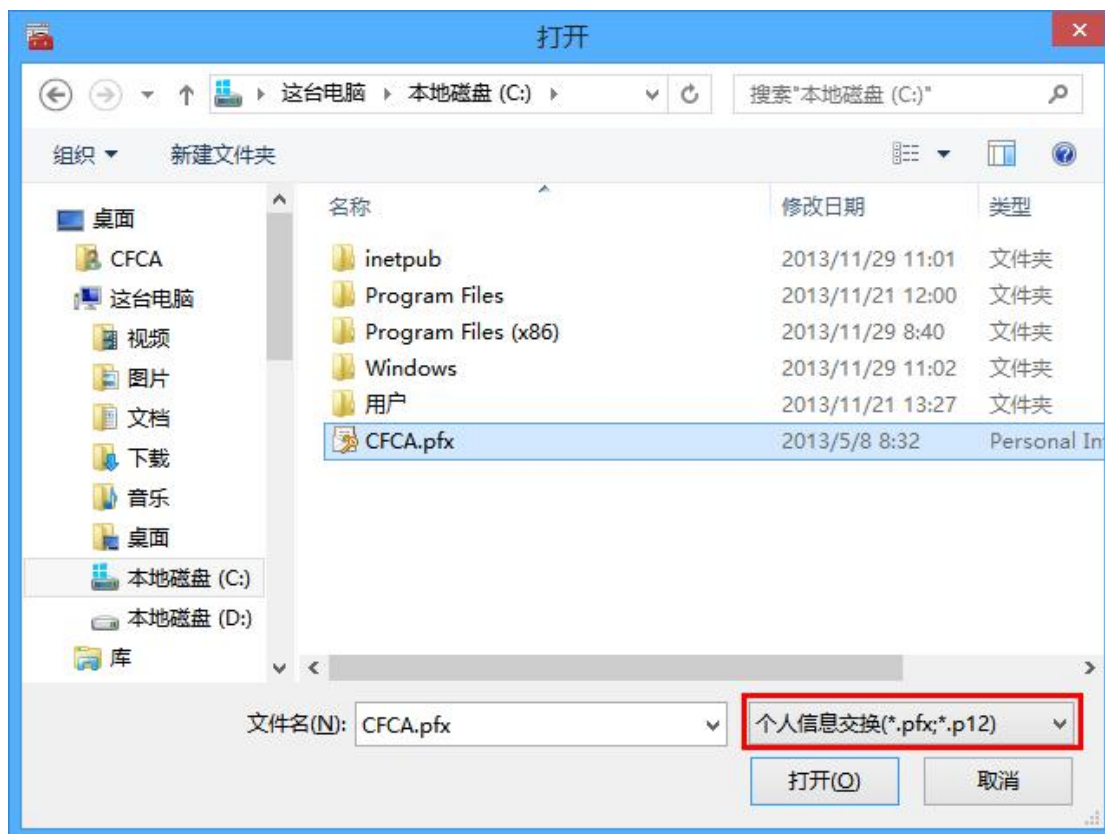 打开
这台电脑 本地磁盘 (C:) 搜索"本地磁盘 (C:)"
组织 新建文件夹
名称 修改日期 类型
桌面
CFCA
这台电脑
视频
图片
文档
下载
音乐
桌面
本地磁盘 (C:)
本地磁盘 (D:)
库
inetpub 2013/11/29 11:01 文件夹
Program Files 2013/11/21 12:00 文件夹
Program Files (x86) 2013/11/29 8:40 文件夹
Windows 2013/11/29 11:02 文件夹
用户 2013/11/21 13:27 文件夹
CFCA.pfx 2013/5/8 8:32 Personal In
文件名(N): CFCA.pfx 个人信息交换(*.pfx;*.p12)
打开(O) 取消